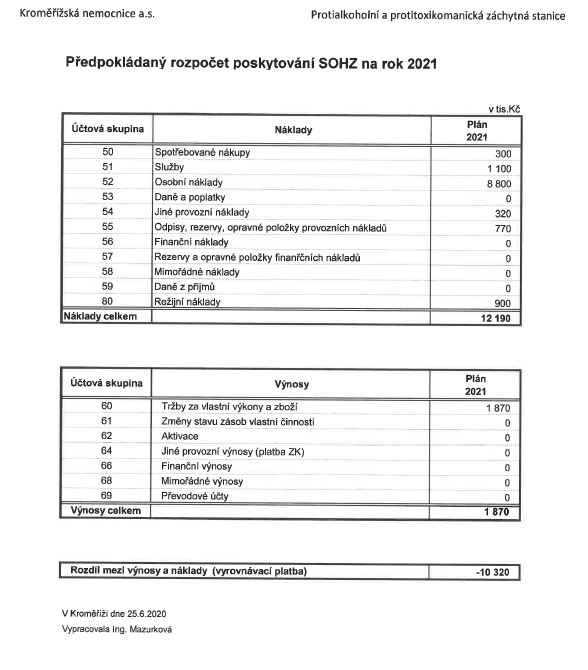 Kroměřížská nemocnice a.s. Protialkoholní a protitoxikomanická záchytná stanice
Předpokládaný rozpočet poskytování SOHZ na rok 2021
v tis.Kč
Účtová skupina Náklady Plán 2021
50 Spotřebované nákupy 300
51 Služby 1 100
52 Osobní náklady 8 800
53 Daně a poplatky 0
54 Jiné provozní náklady 320
55 Odpisy, rezervy, opravné položky provozních nákladů 770
56 Finanční náklady 0
57 Rezervy a opravné položky finanřčních nákladů 0
58 Mimořádné náklady 0
59 Daně z příjmů 0
80 Režijní náklady 900
Náklady celkem 12 190
Účtová skupina Výnosy Plán 2021
60 Tržby za vlastní výkony a zboží 1 870
61 Změny stavu zásob vlastní činností 0
62 Aktivace 0
64 Jiné provozní výnosy (platba ZK) 0
66 Finanční výnosy 0
68 Mimořádné výnosy 0
69 Převodové účty 0
Výnosy celkem 1 870
Rozdíl mezi výnosy a náklady (vyrovnávací platba) -10 320
V Kroměříži dne 25.6.2020
Vypracovala Ing. Mazurková